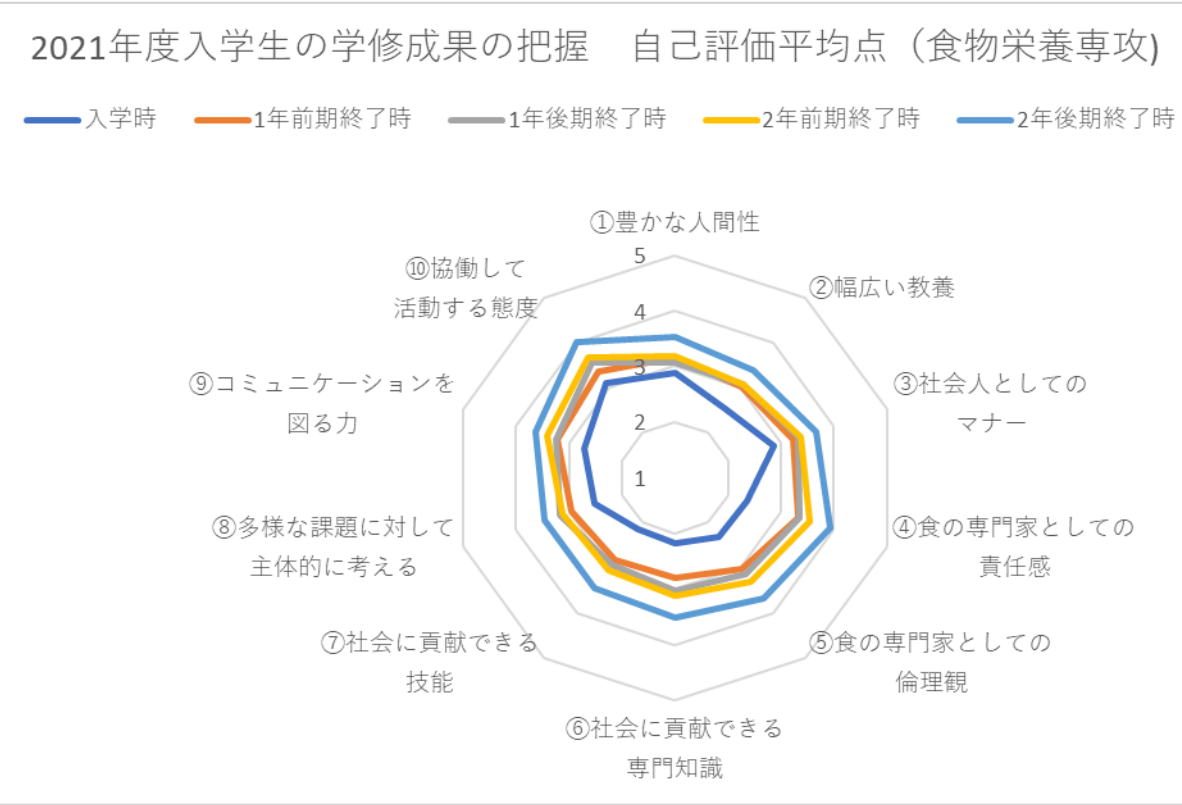 2021年度入学生の学修成果の把握　自己評価平均点（食物栄養専攻)
入学時　1年前期終了時　1年後期終了時　2年前期終了時　2年後期終了時
①豊かな人間性
②幅広い教養
③社会人としての
マナー
④食の専門家としての
責任感
⑤食の専門家としての
倫理観
⑥社会に貢献できる
専門知識
⑦社会に貢献できる
技能
⑧多様な課題に対して
主体的に考える
⑨コミュニケーションを
図る力
⑩協働して
活動する態度
5
4
3
2
1